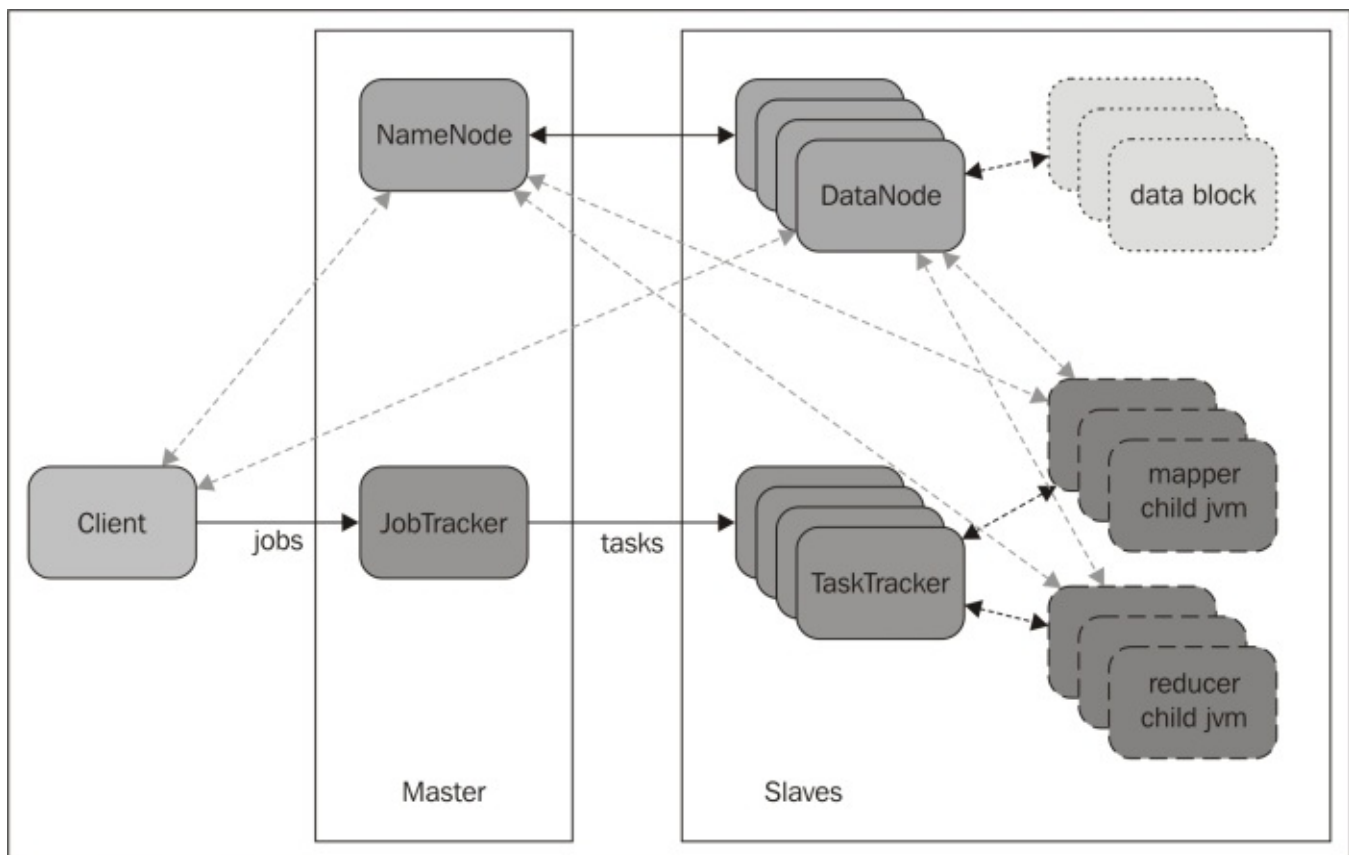 NameNode
DataNode
data block
Client
jobs
JobTracker
tasks
TaskTracker
mapper
child jvm
reducer
child jvm
Master
Slaves